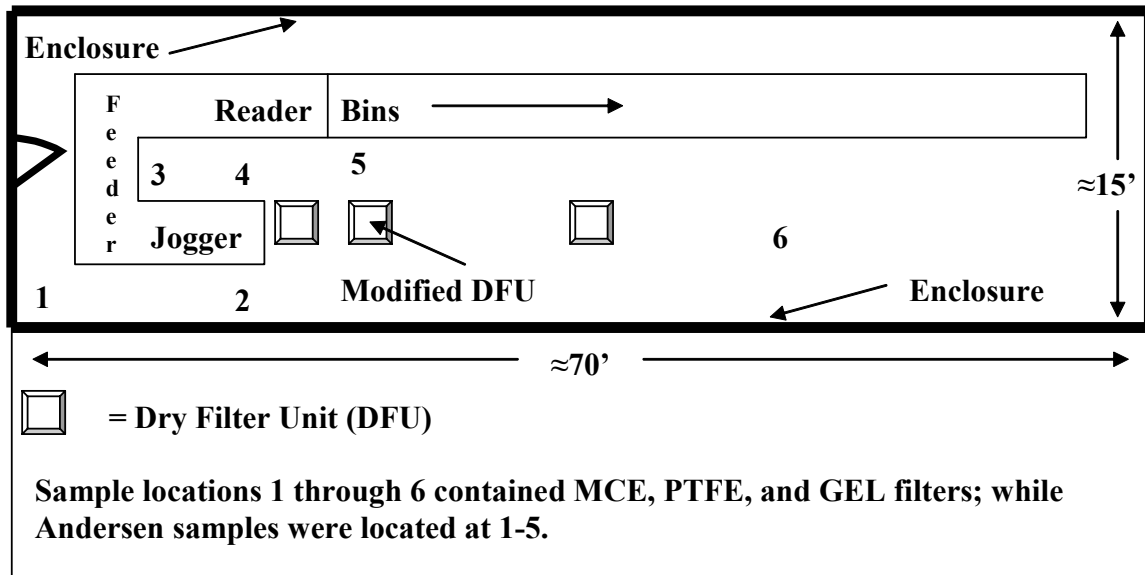 Enclosure
Feeder
Reader
Bins
3
4
5
≈15’
Jogger
6
1
2
Modified DFU
Enclosure
≈70’
= Dry Filter Unit (DFU)
Sample locations 1 through 6 contained MCE, PTFE, and GEL filters; while
Andersen samples were located at 1-5.